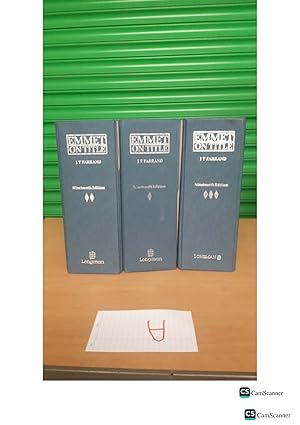 EMMET
ON TITLE
J T FARRAND
Nineteenth Edition
Longman
EMMET
ON TITLE
J T FARRAND
Nineteenth Edition
Longman
EMMET
ON TITLE
J T FARRAND
Nineteenth Edition
LONGMAN
A
CS CamScanner
CS CamScanner